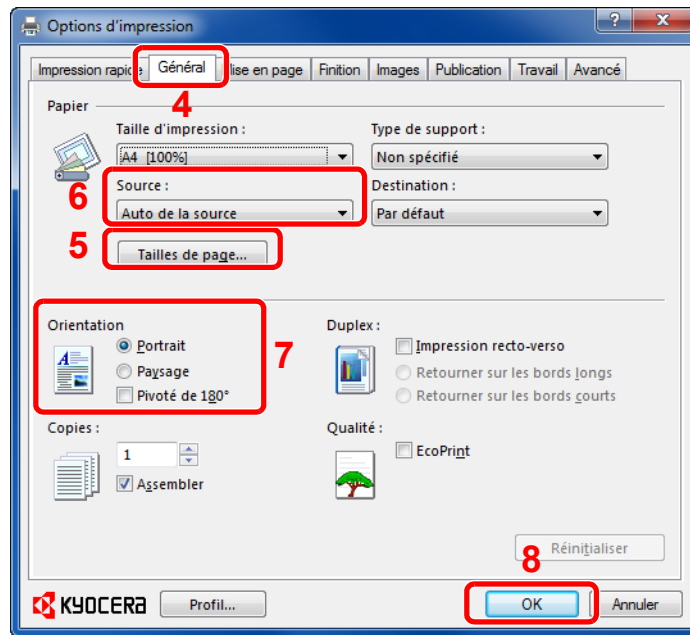 Options d'impression
Impression rapide Général Mise en page Finition Images Publication Travail Avancé
4
Papier
Taille d'impression : Type de support :
A4 [100%] Non spécifié
6 Source : Destination :
Auto de la source Par défaut
5 Tailles de page...
Orientation Duplex :
Portrait Impression recto-verso
7
Paysage Retourner sur les bords longs
Pivoté de 180° Retourner sur les bords courts
Copies : Qualité :
1 EcoPrint
Assembler
Réinitialiser
8
KYOCERA Profil... OK Annuler